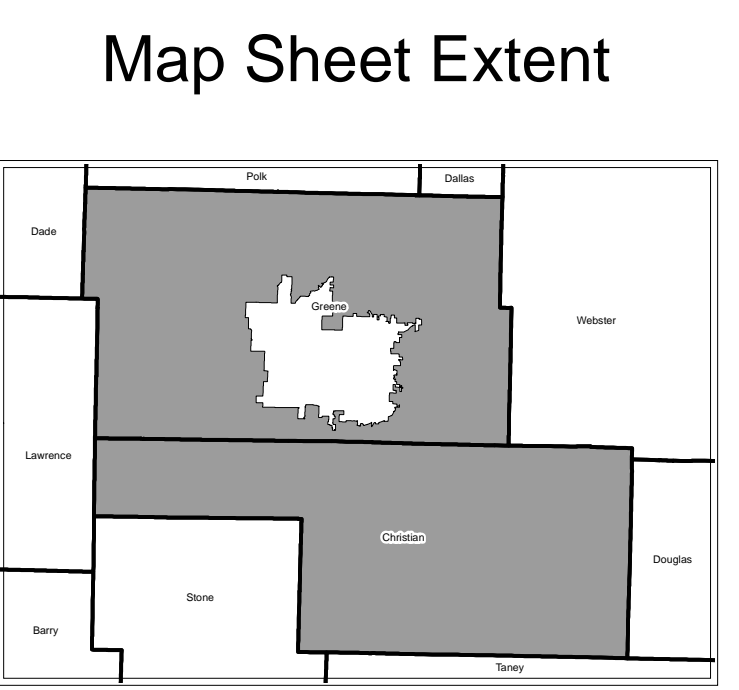 Map Sheet Extent
Polk
Dallas
Dade
Greene
Webster
Lawrence
Christian
Douglas
Stone
Barry
Taney